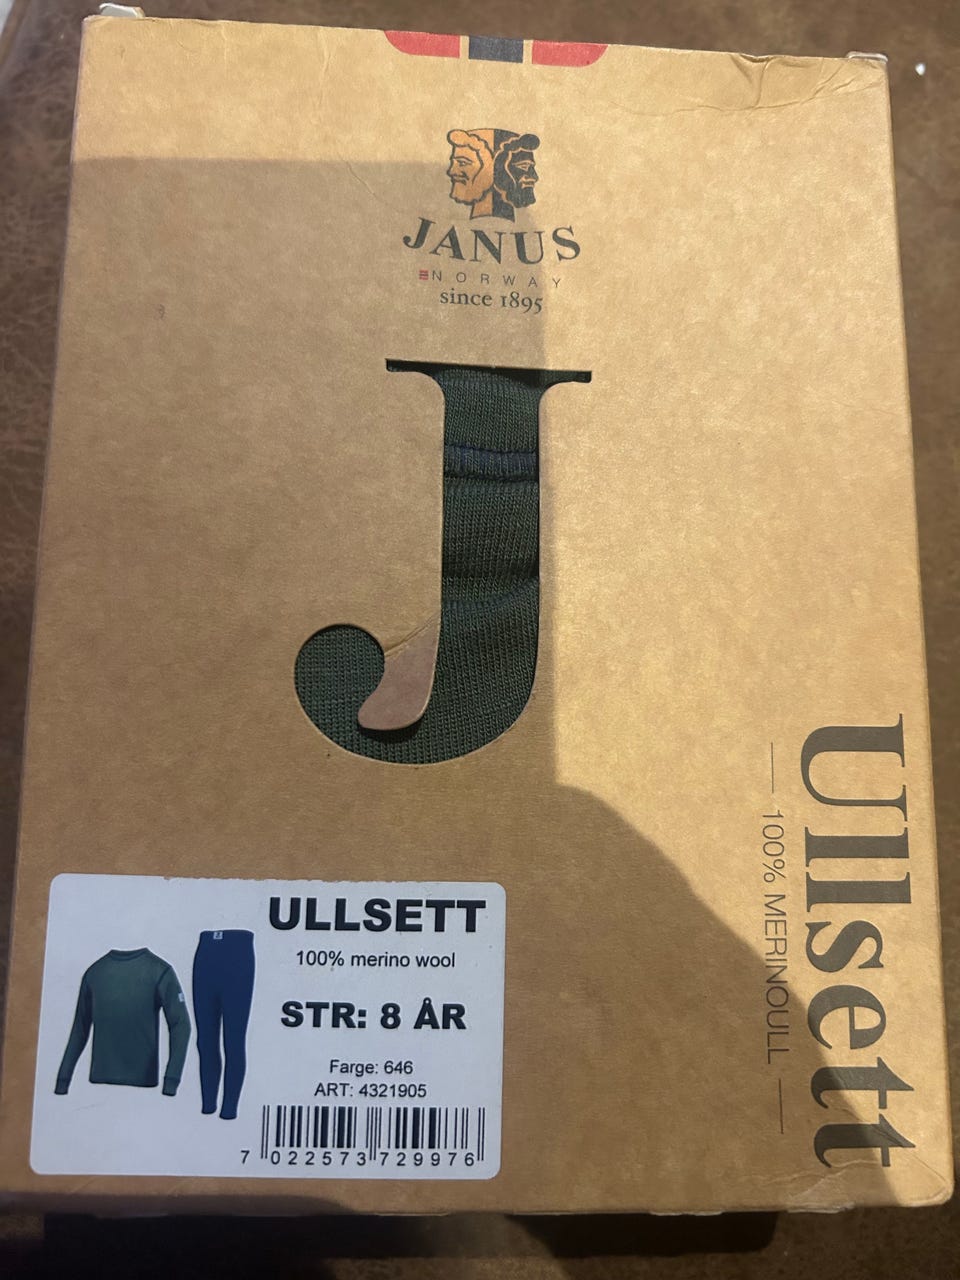 JANUS
NORWAY
since 1895
J
Ullsett
100% MERINOULL
ULLSETT
100% merino wool
STR: 8 ÅR
Farge: 646
ART: 4321905
7 022573 729976